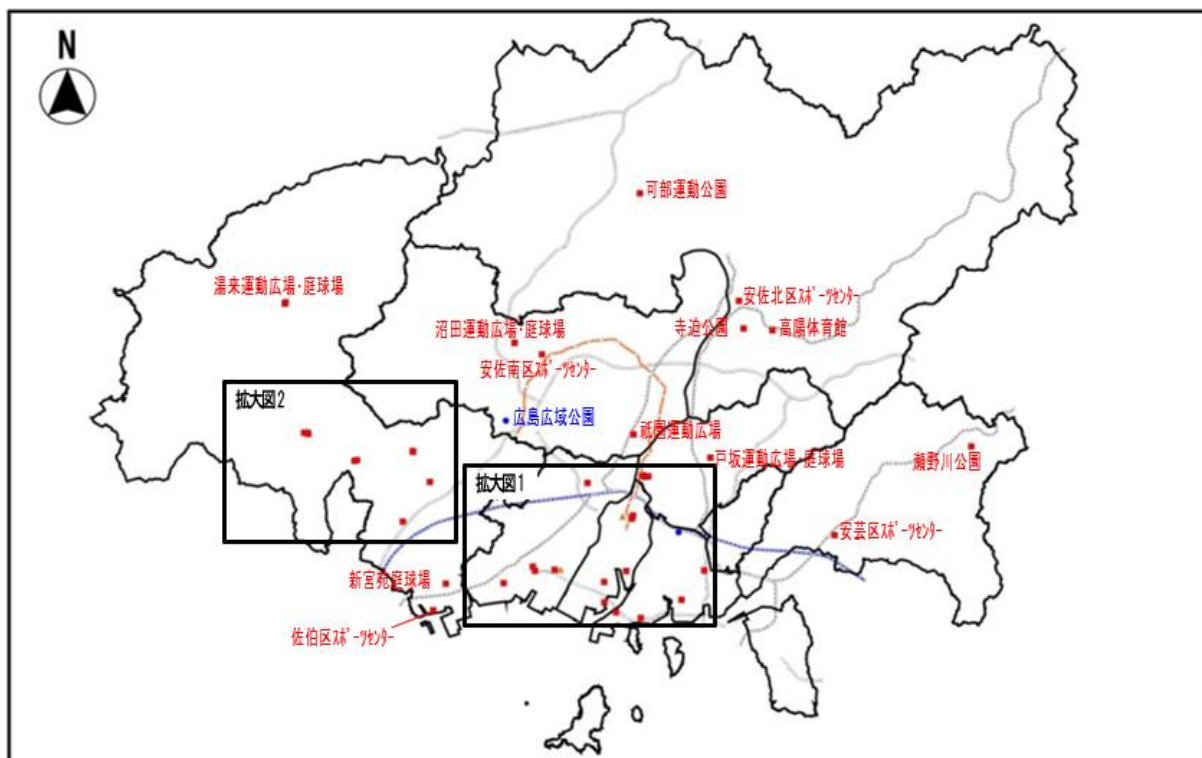 N
可部運動公園
湯来運動広場・庭球場
安佐北区ｽﾎﾟｰﾂｾﾝﾀｰ
沼田運動広場・庭球場
寺迫公園
高陽体育館
安佐南区ｽﾎﾟｰﾂｾﾝﾀｰ
拡大図2
広島広域公園
祇園運動広場
戸坂運動広場・庭球場
瀬野川公園
拡大図1
安芸区ｽﾎﾟｰﾂｾﾝﾀｰ
新宮苑庭球場
佐伯区ｽﾎﾟｰﾂｾﾝﾀｰ